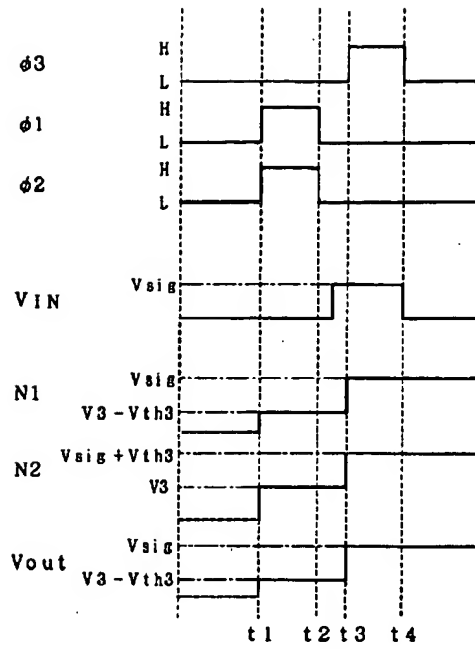 H
ϕ3
L
H
ϕ1
L
H
ϕ2
L
Vsig
VIN
Vsig
N1
V3-Vth3
Vsig+Vth3
N2
V3
Vsig
Vout
V3-Vth3
t1 t2 t3 t4